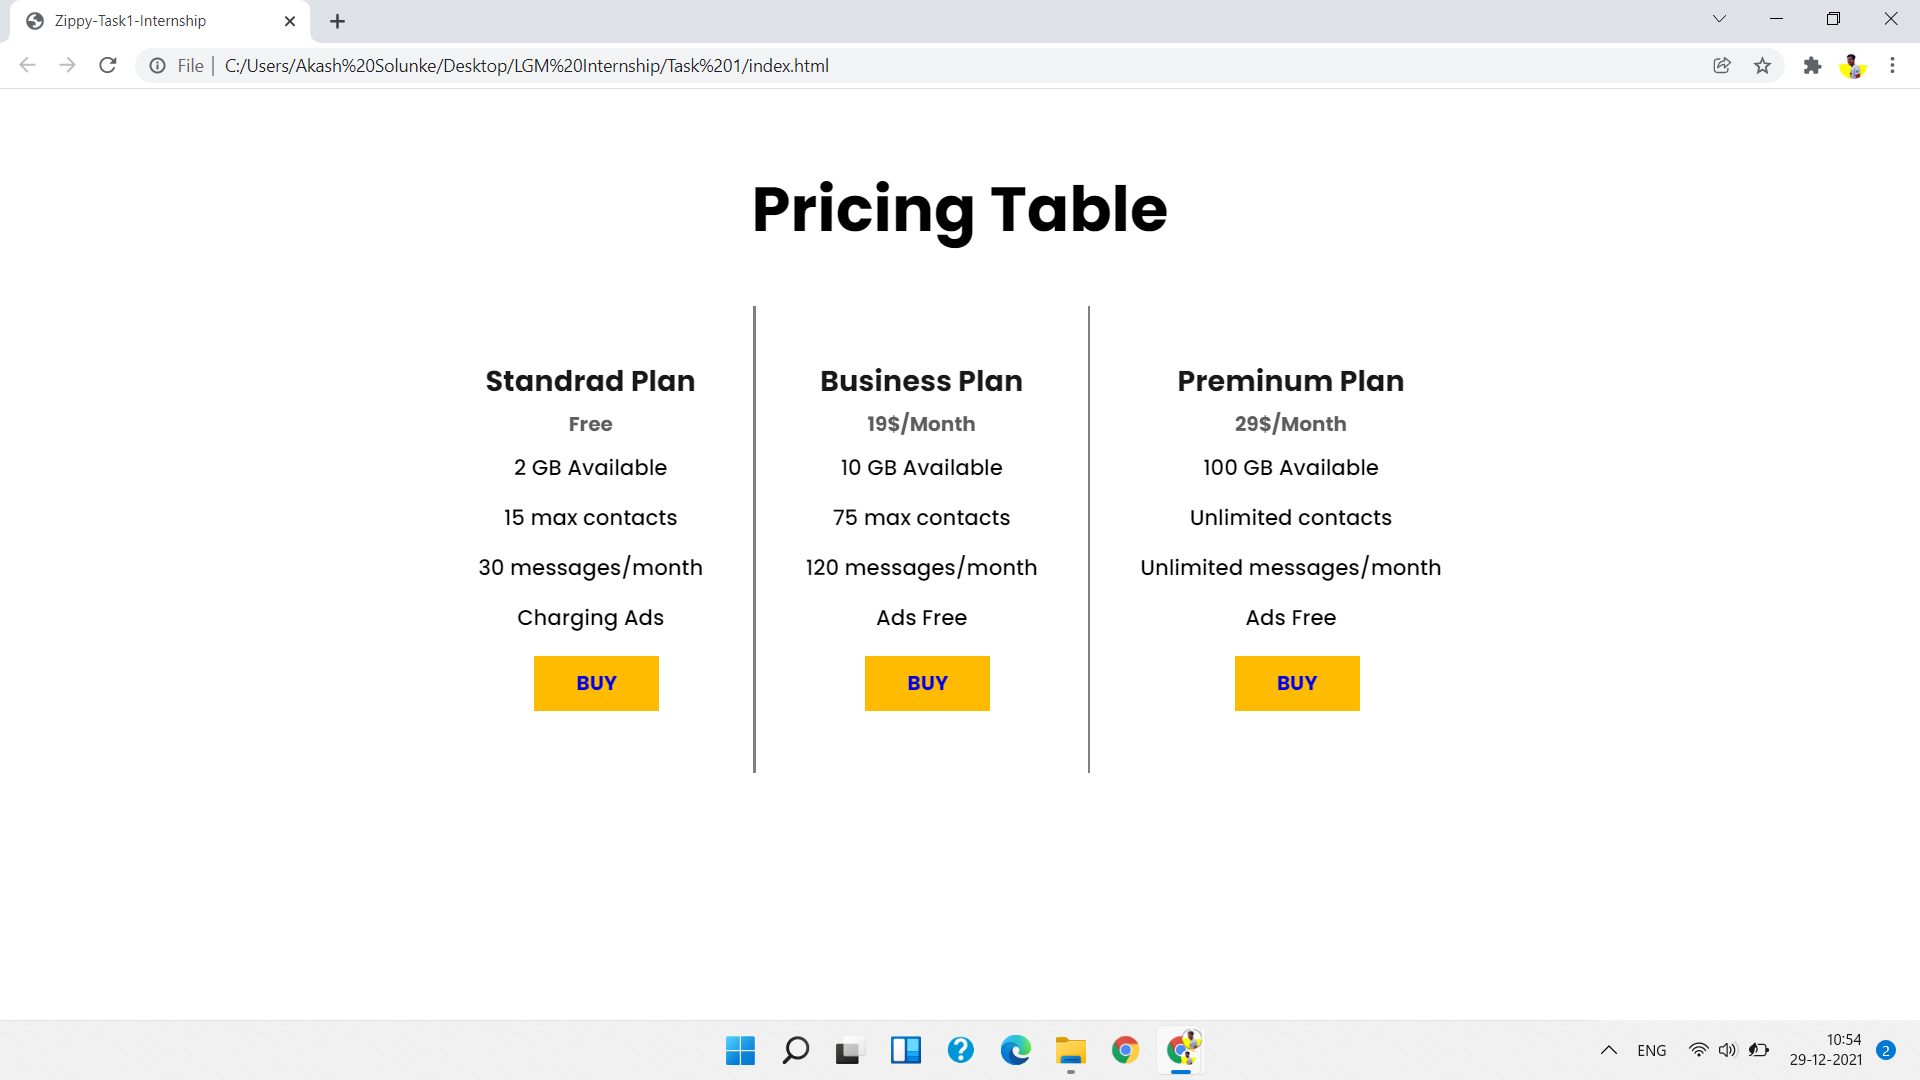 Zippy-Task1-Internship
File
C:/Users/Akash%20Solunke/Desktop/LGM%20Internship/Task%201/index.html
Pricing Table
Standrad Plan
Free
2 GB Available
15 max contacts
30 messages/month
Charging Ads
BUY
Business Plan
19$/Month
10 GB Available
75 max contacts
120 messages/month
Ads Free
BUY
Preminum Plan
29$/Month
100 GB Available
Unlimited contacts
Unlimited messages/month
Ads Free
BUY
ENG
10:54
29-12-2021
2